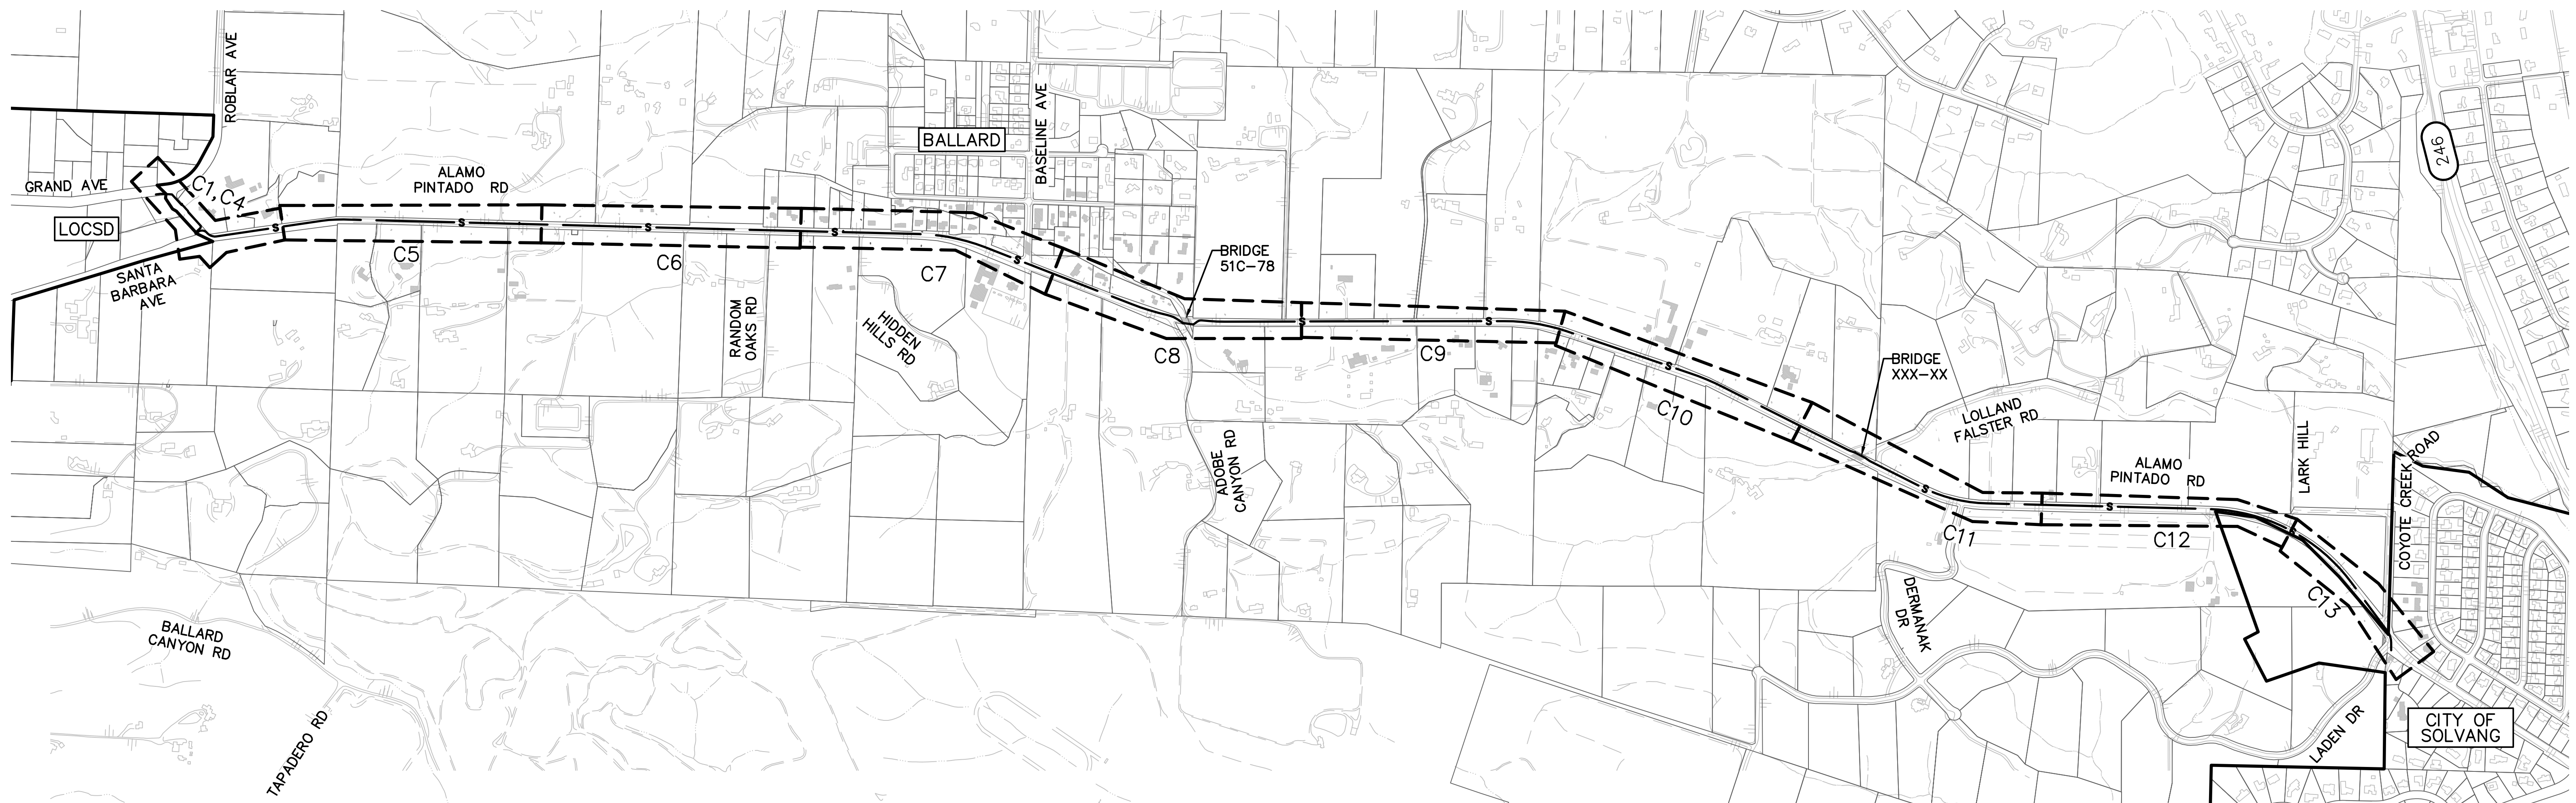 ROBLAR AVE
GRAND AVE
C1,C4
LOCSD
SANTA
BARBARA
AVE
ALAMO
PINTADO RD
S
S
S
S
S
S
S
S
S
S
S
C5
C6
C7
C8
C9
C10
C11
C12
C13
BALLARD
BASELINE AVE
RANDOM
OAKS RD
HIDDEN
HILLS RD
BRIDGE
51C-78
ADOBE
CANYON RD
BALLARD
CANYON RD
TAPADERO RD
BRIDGE
XXX-XX
LOLLAND
FALSTER RD
DERMANAK
DR
ALAMO
PINTADO RD
LARK HILL
COYOTE CREEK ROAD
246
LADEN DR
CITY OF
SOLVANG